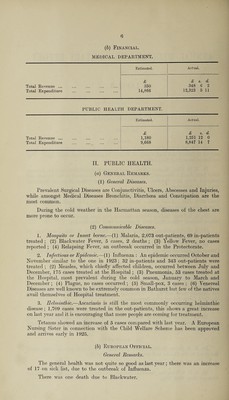 6
(b) Financial.
MEDICAL DEPARTMENT.
Estimated. Actual.
£ £ s. d.
Total Revenue ... 520 948 0 3
Total Expenditure 14,988 12,523 5 11
PUBLIC HEALTH DEPARTMENT.
Estimated. Actual.
£ £ s. d.
Total Revenue ... 1,160 1,251 12 0
Total Expenditure 8,669 8,647 14 7
II. PUBLIC HEALTH.
(a) General Remarks.
(1) General Diseases.
Prevalent Surgical Diseases are Conjunctivitis, Ulcers, Abscesses and Injuries,
while amongst Medical Diseases Bronchitis, Diarrhœa and Constipation are the
most common.
During the cold weather in the Harmattan season, diseases of the chest are
more prone to occur.
(2) Communicable Diseases.
1. Mosquito or Insect borne.—(1) Malaria, 2,073 out-patients, 69 in-patients
treated; (2) Blackwater Fever, 3 cases, 2 deaths; (3) Yellow Fever, no cases
reported; (4) Relapsing Fever, an outbreak occurred in the Protectorate.
2. Infectious or Epidemic.—(1) Influenza: An epidemic occurred October and
November similar to the one in 1923; 52 in-patients and 343 out-patients were
treated; (2) Measles, which chiefly affected children, occurred between July and
December, 175 cases treated at the Hospital; (3) Pneumonia, 53 cases treated at
the Hospital, most prevalent during the cold season, January to March and
December; (4) Plague, no cases occurred; (5) Small-pox, 3 cases; (6) Venereal
Diseases are well known to be extremely common in Bathurst but few of the natives
avail themselves of Hospital treatment.
3. Helminthic.—Ascariasis is still the most commonly occurring helminthic
disease; 1,709 cases were treated in the out-patients, this shows a great increase
on last year and it is encouraging that more people are coming for treatment.
Tetanus showed an increase of 5 cases compared with last year. A European
Nursing Sister in connection with the Child Welfare Scheme has been approved
and arrives early in 1925.
(b) European Official.
General Remarks.
The general health was not quite so good as last year; there was an increase
of 17 on sick list, due to the outbreak of Influenza.
There was one death due to Blackwater.